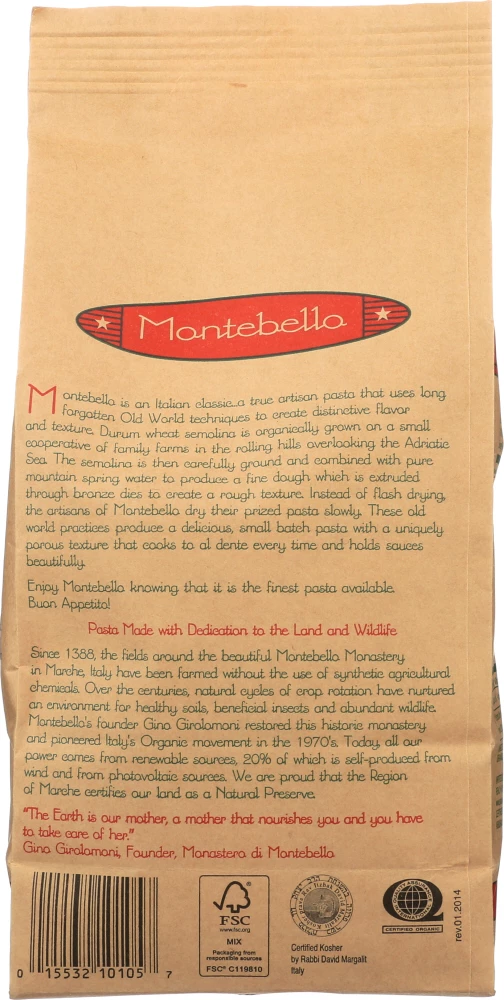 Montebello
Montebello is an Italian classic...a true artisan pasta that uses long
forgotten Old World techniques to create distinctive flavor
and texture. Durum wheat semolina is organically grown on a small
cooperative of family farms in the rolling hills overlooking the Adriatic
Sea. The semolina is then carefully ground and combined with pure
mountain spring water to produce a fine dough which is extruded
through bronze dies to create a rough texture. Instead of flash drying,
the artisans of Montebello dry their prized pasta slowly. These old
world practices produce a delicious, small batch pasta with a uniquely
porous texture that cooks to al dente every time and holds sauces
beautifully.
Enjoy Montebello knowing that it is the finest pasta available.
Buon Appetito!
Pasta Made with Dedication to the Land and Wildlife
Since 1388, the fields around the beautiful Montebello Monastery
in Marche, Italy have been farmed without the use of synthetic agricultural
chemicals. Over the centuries, natural cycles of crop rotation have nurtured
an environment for healthy soils, beneficial insects and abundant wildlife.
Montebello's founder Gino Girolomoni restored this historic monastery
and pioneered Italy's Organic movement in the 1970's. Today, all our
power comes from renewable sources, 20% of which is self-produced from
wind and from photovoltaic sources. We are proud that the Region
of Marche certifies our land as a Natural Preserve.
"The Earth is our mother, a mother that nourishes you and you have
to take care of her."
Gino Girolomoni, Founder, Monastero di Montebello
0 15532 10105 7
FSC
www.fsc.org
MIX
Packaging from
responsible sources
FSC® C119810
Certified Kosher
by Rabbi David Margalit
Italy
QUALITY ASSURANCE
INTERNATIONAL
CERTIFIED ORGANIC
rev.01.2014